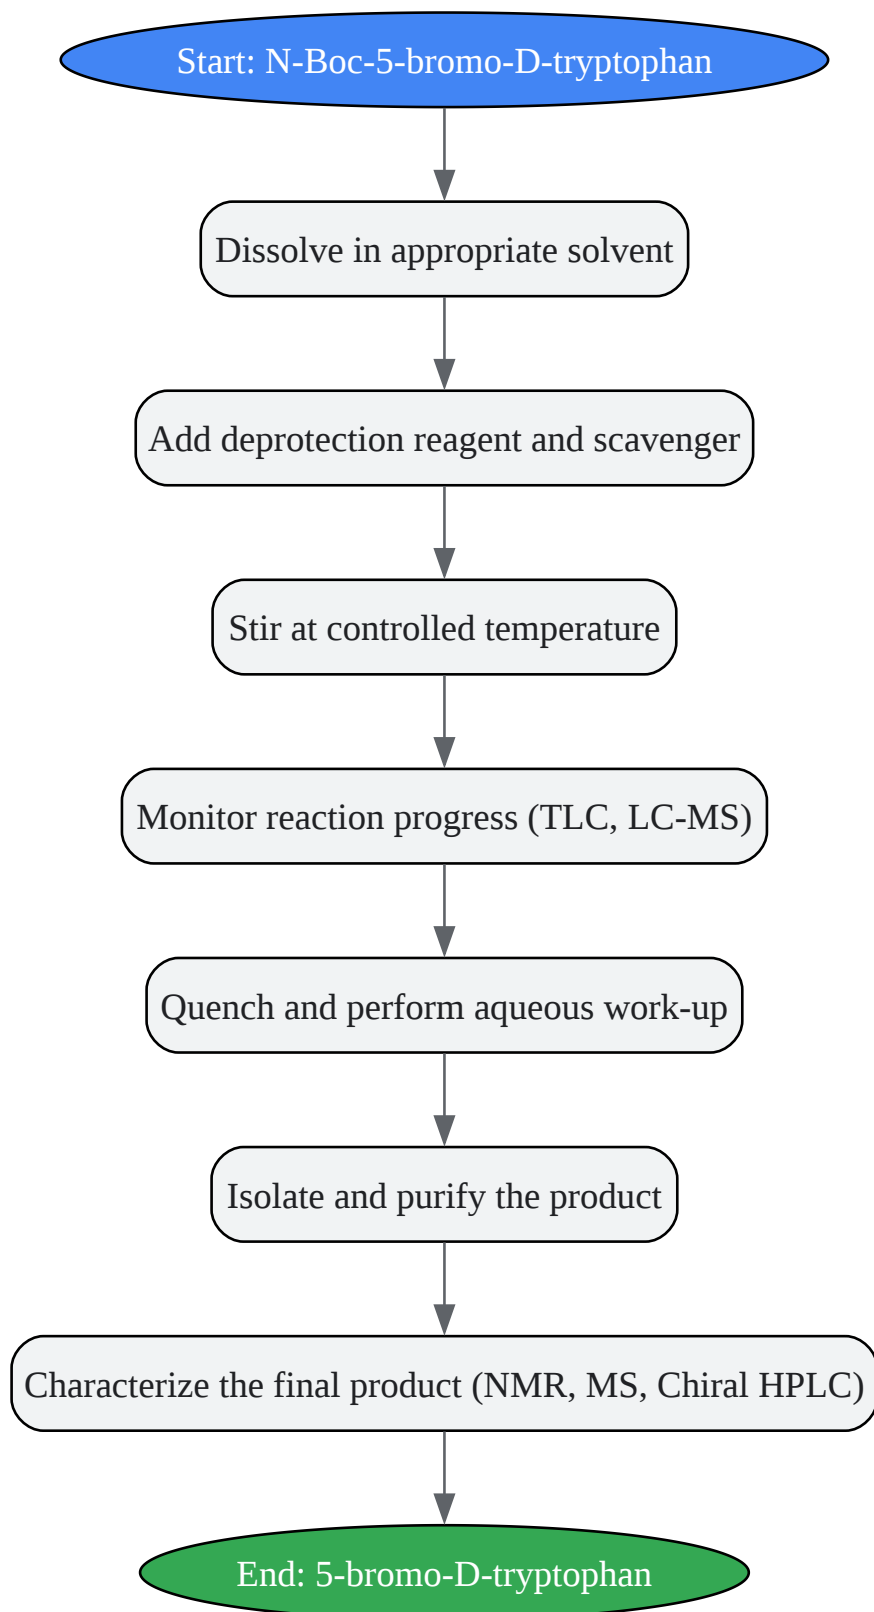 Start: N-Boc-5-bromo-D-tryptophan
Dissolve in appropriate solvent
Add deprotection reagent and scavenger
Stir at controlled temperature
Monitor reaction progress (TLC, LC-MS)
Quench and perform aqueous work-up
Isolate and purify the product
Characterize the final product (NMR, MS, Chiral HPLC)
End: 5-bromo-D-tryptophan